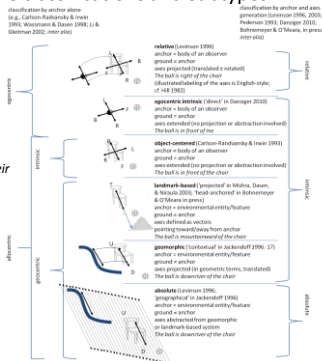 classification by anchor alone
(e.g., Carlson-Radvansky & Irwin
1993; Wassmann & Dasen 1998; Li &
Gleitman 2002; inter alia)
classification by anchor and axes
generation (Levinson 1996, 2003;
Pederson 1993; Danziger 2010;
Bohnemeyer & O'Meara, in press
inter alia)
egocentric
intrinsic
allocentric
geocentric
relative (Levinson 1996)
anchor = body of an observer
ground ≠ anchor
axes projected (translated ± rotated)
(illustrated labeling of the axes is English-style;
cf. Hill 1982)
The ball is right of the chair
egocentric intrinsic ('direct' in Danziger 2010)
anchor = body of an observer
ground = anchor
axes extended (no projection or abstraction involved)
The ball is in front of me
object-centered (Carlson-Radvansky & Irwin 1993)
anchor ≠ body of an observer
ground = anchor
axes extended (no projection or abstraction involved)
The ball is in front of the chair
landmark-based ('projected' in Mishra, Dasen,
& Niraula 2003; 'head-anchored' in Bohnemeyer
& O'Meara in press)
anchor = environmental entity/feature
ground ≠ anchor
axes defined as vectors
pointing toward/away from anchor
The ball is mountainward of the chair
geomorphic ('contextual' in Jackendoff 1996: 17)
anchor = environmental entity/feature
ground ≠ anchor
axes projected (in geometric terms, translated)
The ball is downriver of the chair
absolute (Levinson 1996;
'geographical' in Jackendoff 1996)
anchor = environmental entity/feature
ground ≠ anchor
axes abstracted from geomorphic
or landmark-based system
The ball is downriver of the chair
relative
intrinsic
absolute
F
B
R
L
U
D